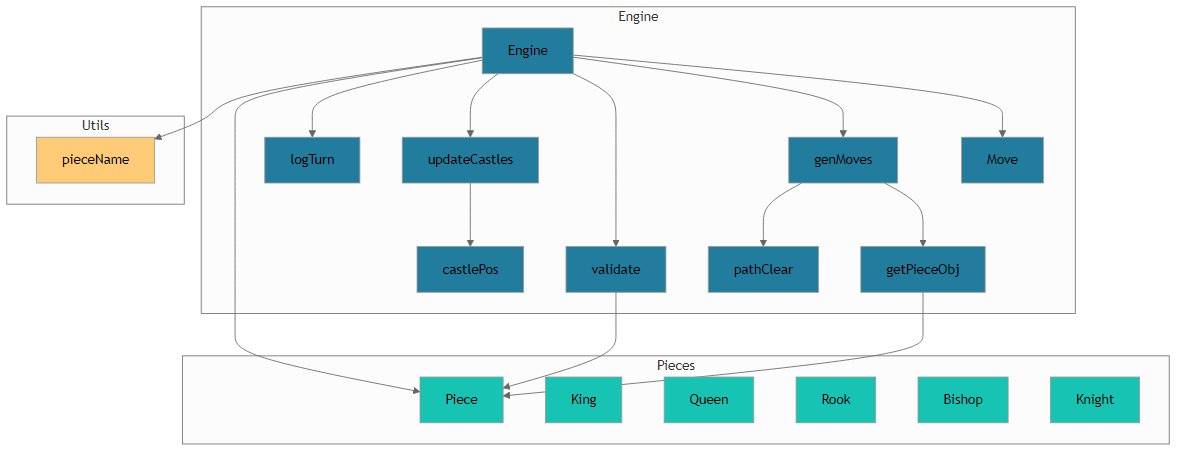 Engine
Engine
Utils
pieceName
logTurn
updateCastles
genMoves
Move
castlePos
validate
pathClear
getPieceObj
Pieces
Piece
King
Queen
Rook
Bishop
Knight